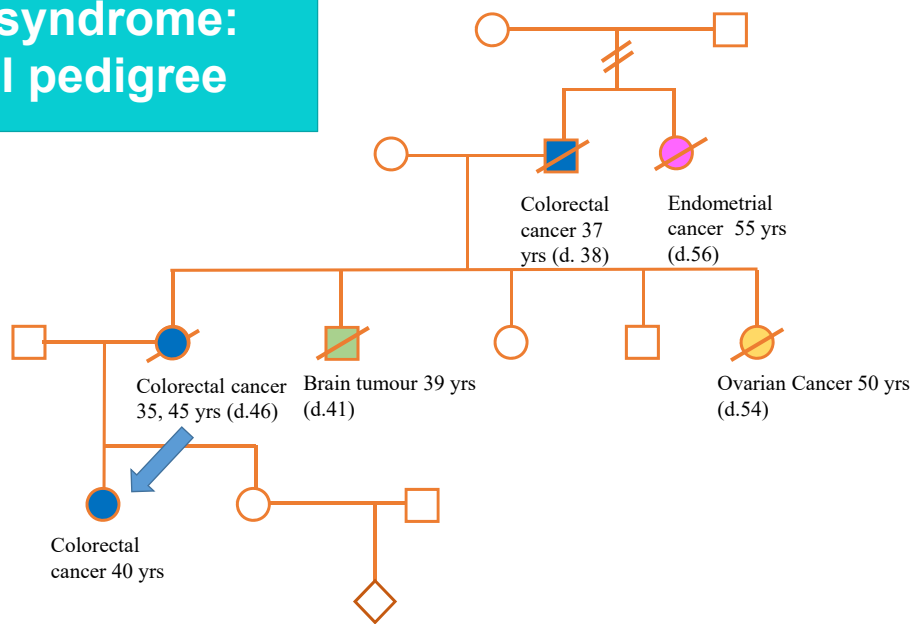 syndrome:
l pedigree
Colorectal
cancer 37
yrs (d. 38)
Endometrial
cancer 55 yrs
(d.56)
Colorectal cancer
35, 45 yrs (d.46)
Brain tumour 39 yrs
(d.41)
Ovarian Cancer 50 yrs
(d.54)
Colorectal
cancer 40 yrs